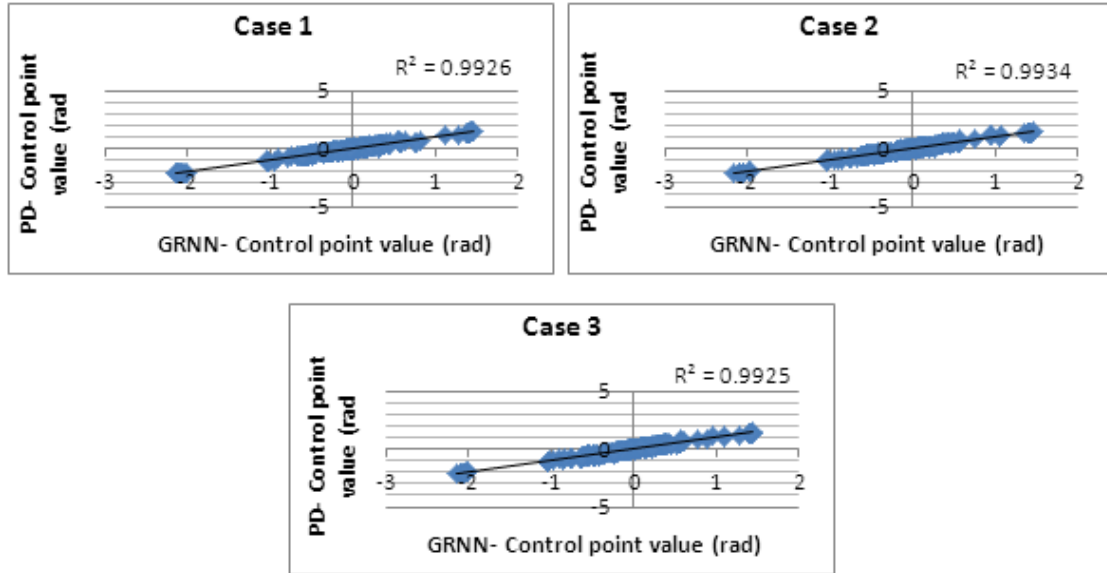 Case 1
R² = 0.9926
PD- Control point
value (rad
5
0
-5
-3
-2
-1
0
1
2
GRNN- Control point value (rad)
Case 2
R² = 0.9934
PD- Control point
value (rad
5
0
-5
-3
-2
-1
0
1
2
GRNN- Control point value (rad)
Case 3
R² = 0.9925
PD- Control point
value (rad
5
0
-5
-3
-2
-1
0
1
2
GRNN- Control point value (rad)